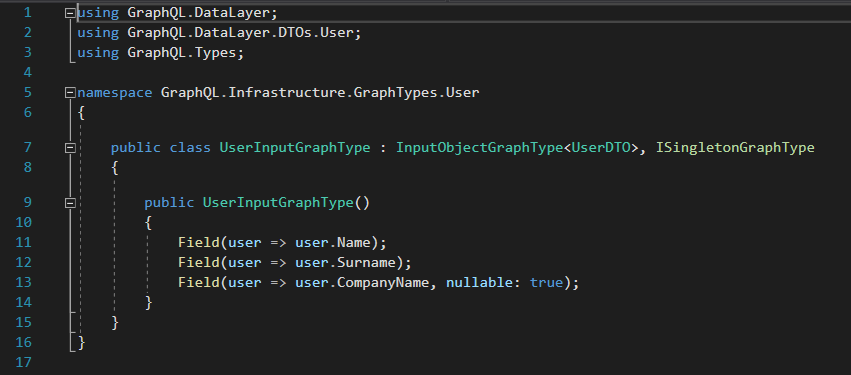 1 using GraphQL.DataLayer;
2 using GraphQL.DataLayer.DTOs.User;
3 using GraphQL.Types;
4
5 namespace GraphQL.Infrastructure.GraphTypes.User
6 {
7 public class UserInputGraphType : InputObjectGraphType<UserDTO>, ISingletonGraphType
8 {
9 public UserInputGraphType()
10 {
11 Field(user => user.Name);
12 Field(user => user.Surname);
13 Field(user => user.CompanyName, nullable: true);
14 }
15 }
16 }
17